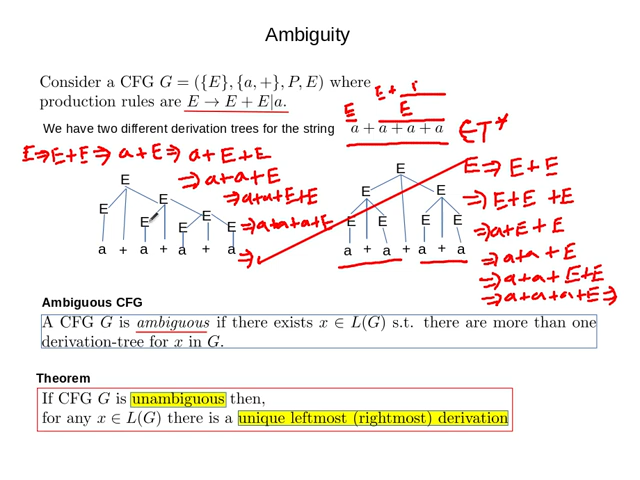 Ambiguity
Consider a CFG G = ({E}, {a, +}, P, E) where
production rules are E → E + E|a.
E +
E E
We have two different derivation trees for the string a + a + a + a
∈T*
E ⇒ E+E ⇒ a+E ⇒ a+E+E
⇒ a+a+E
⇒ a+a+E+E
⇒ a+a+a+E
⇒
E ⇒ E+E
⇒ E+E +E
⇒ a+E+E
⇒ a+a+E
⇒ a+a+E+E
⇒ a+a+a+E ⇒
E
E E
E E
E E
a + a + a + a
E
E E
E E E E
a + a + a + a
Ambiguous CFG
A CFG G is ambiguous if there exists x ∈ L(G) s.t. there are more than one
derivation-tree for x in G.
Theorem
If CFG G is unambiguous then,
for any x ∈ L(G) there is a unique leftmost (rightmost) derivation